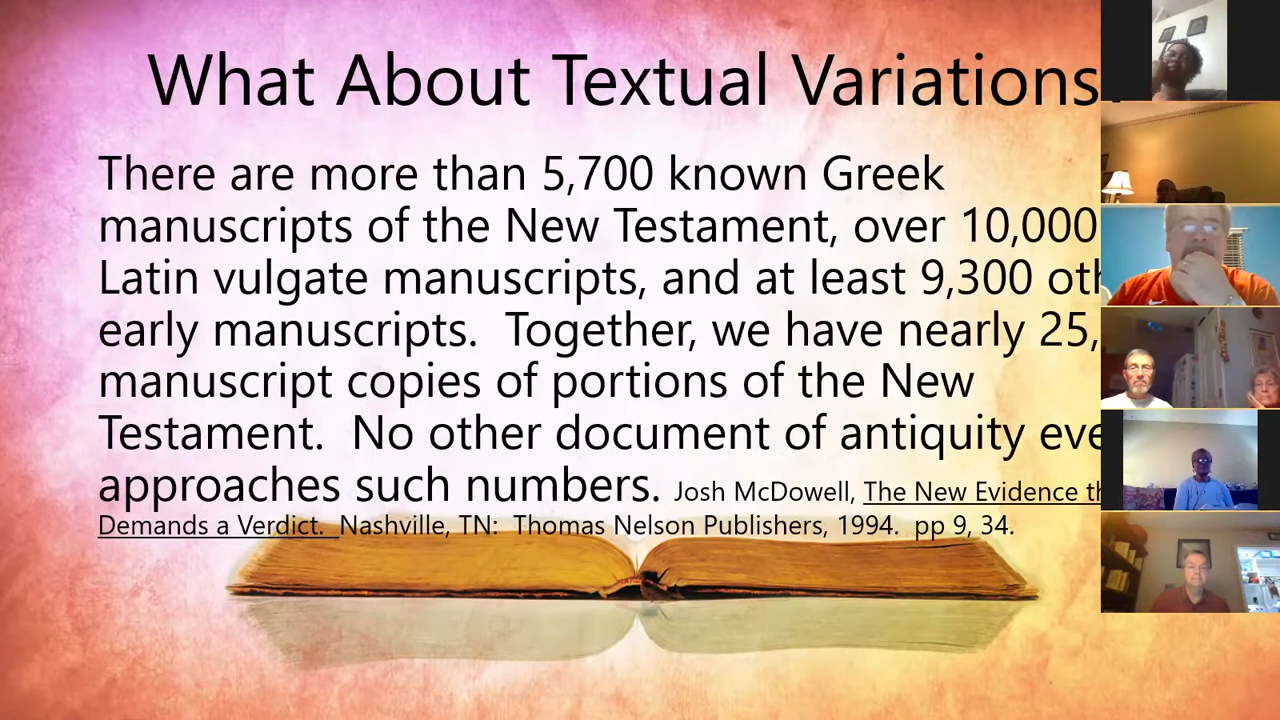 What About Textual Variations
There are more than 5,700 known Greek
manuscripts of the New Testament, over 10,000
Latin vulgate manuscripts, and at least 9,300
early manuscripts.  Together, we have nearly 25,
manuscript copies of portions of the New
Testament.  No other document of antiquity
approaches such numbers. Josh McDowell, The New Evidence
Demands a Verdict.  Nashville, TN:  Thomas Nelson Publishers, 1994.  pp 9, 34.